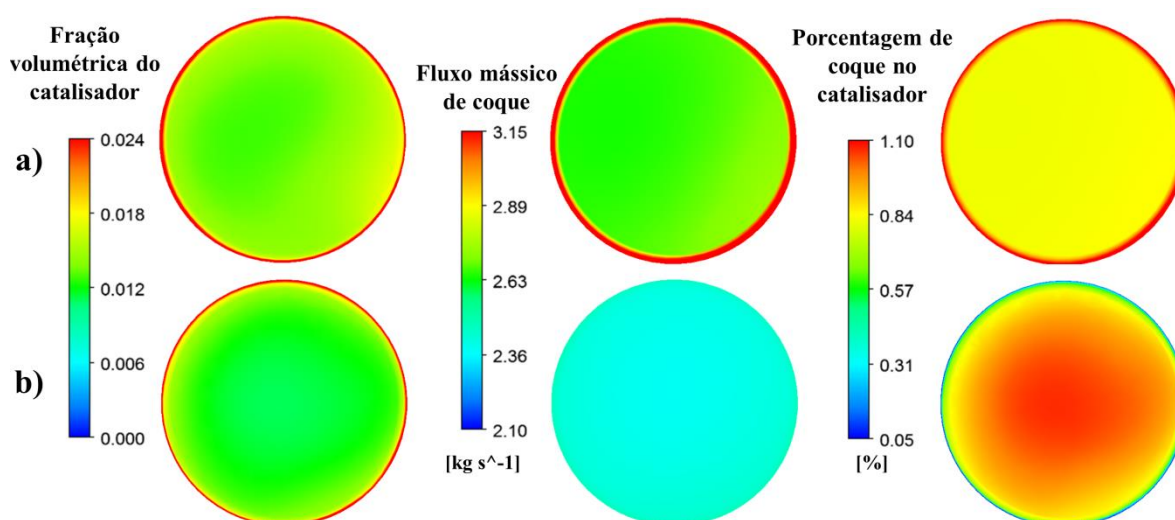 Fração
volumétrica do
catalisador
Fluxo mássico
de coque
Porcentagem de
coque no
catalisador
a)
0.024
0.018
0.012
0.006
0.000
3.15
2.89
2.63
2.36
2.10
[kg s^-1]
1.10
0.84
0.57
0.31
0.05
[%]
b)